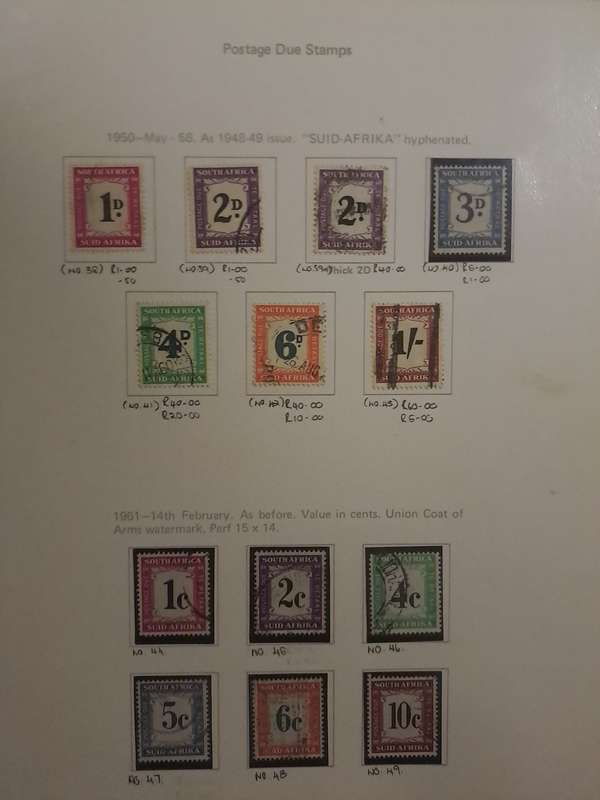 Postage Due Stamps
1950—May - 56. As 1948-49 issue. "SUID-AFRIKA" hyphenated.
SOUTH AFRICA SOUTH AFRICA SOUTH AFRICA SOUTH AFRICA
1D. 2D. 2D. 3D
SUID-AFRIKA SUID-AFRIKA SUID-AFRIKA SUID-AFRIKA
(NO. 38) R1-00 (NO. 39) R1-00 (NO. 39a) Thick 2D R40-00 (NO. 40) R5-00
-50 -50 R1-00
SOUTH AFRICA SOUTH AFRICA SOUTH AFRICA
4D 6D 1/-
SUID-AFRIKA SUID-AFRIKA SUID-AFRIKA
(NO. 41) R40-00 (NO. 42) R40-00 (NO. 43) R60-00
R20-00 R10-00 R5-00
1961—14th February. As before. Value in cents. Union Coat of
Arms watermark. Perf 15 x 14.
SOUTH AFRICA SOUTH AFRICA SOUTH AFRICA
1c 2c 4c
SUID-AFRIKA SUID-AFRIKA SUID-AFRIKA
NO. 44. NO. 45 NO. 46.
SOUTH AFRICA SOUTH AFRICA SOUTH AFRICA
5c 6c 10c
SUID-AFRIKA SUID-AFRIKA SUID-AFRIKA
NO. 47. NO. 48 NO. 49.